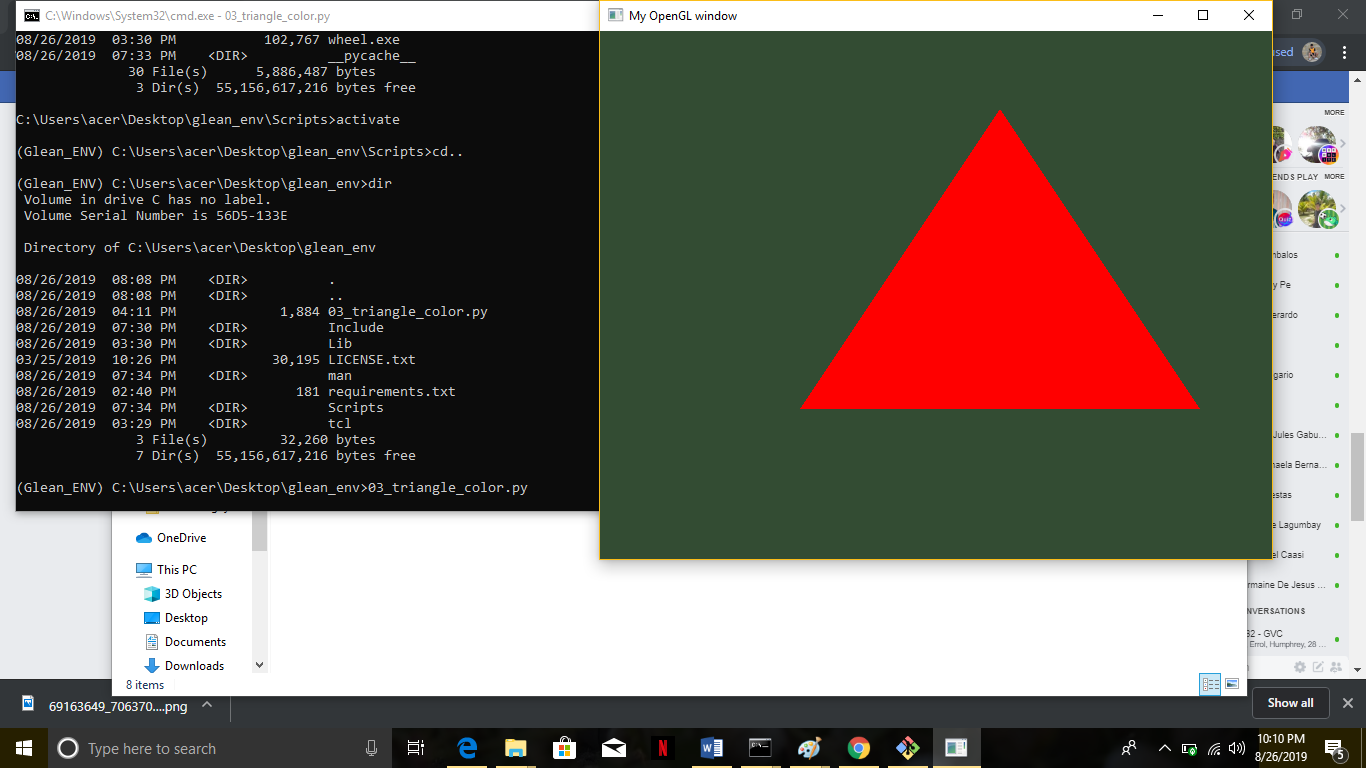 C:\Windows\System32\cmd.exe - 03_triangle_color.py
08/26/2019  03:30 PM           102,767 wheel.exe
08/26/2019  07:33 PM    <DIR>          __pycache__
              30 File(s)      5,886,487 bytes
               3 Dir(s)  55,156,617,216 bytes free
C:\Users\acer\Desktop\glean_env\Scripts>activate
(Glean_ENV) C:\Users\acer\Desktop\glean_env\Scripts>cd..
(Glean_ENV) C:\Users\acer\Desktop\glean_env>dir
 Volume in drive C has no label.
 Volume Serial Number is 56D5-133E
 Directory of C:\Users\acer\Desktop\glean_env
08/26/2019  08:08 PM    <DIR>          .
08/26/2019  08:08 PM    <DIR>          ..
08/26/2019  04:11 PM             1,884 03_triangle_color.py
08/26/2019  07:30 PM    <DIR>          Include
08/26/2019  03:30 PM    <DIR>          Lib
03/25/2019  10:26 PM            30,195 LICENSE.txt
08/26/2019  07:34 PM    <DIR>          man
08/26/2019  02:40 PM               181 requirements.txt
08/26/2019  07:34 PM    <DIR>          Scripts
08/26/2019  03:29 PM    <DIR>          tcl
               3 File(s)         32,260 bytes
               7 Dir(s)  55,156,617,216 bytes free
(Glean_ENV) C:\Users\acer\Desktop\glean_env>03_triangle_color.py
My OpenGL window
sed
MORE
ENDS PLAY MORE
Quiz
nbalos
y Pe
erardo
gario
Jules Gabu...
haela Berna...
estas
e Lagumbay
el Caasi
rmaine De Jesus ...
NVERSATIONS
32 - GVC
Errol, Humphrey, 28 ...
OneDrive
This PC
3D Objects
Desktop
Documents
Downloads
8 items
69163649_706370....png
Show all
Type here to search
10:10 PM
8/26/2019
5